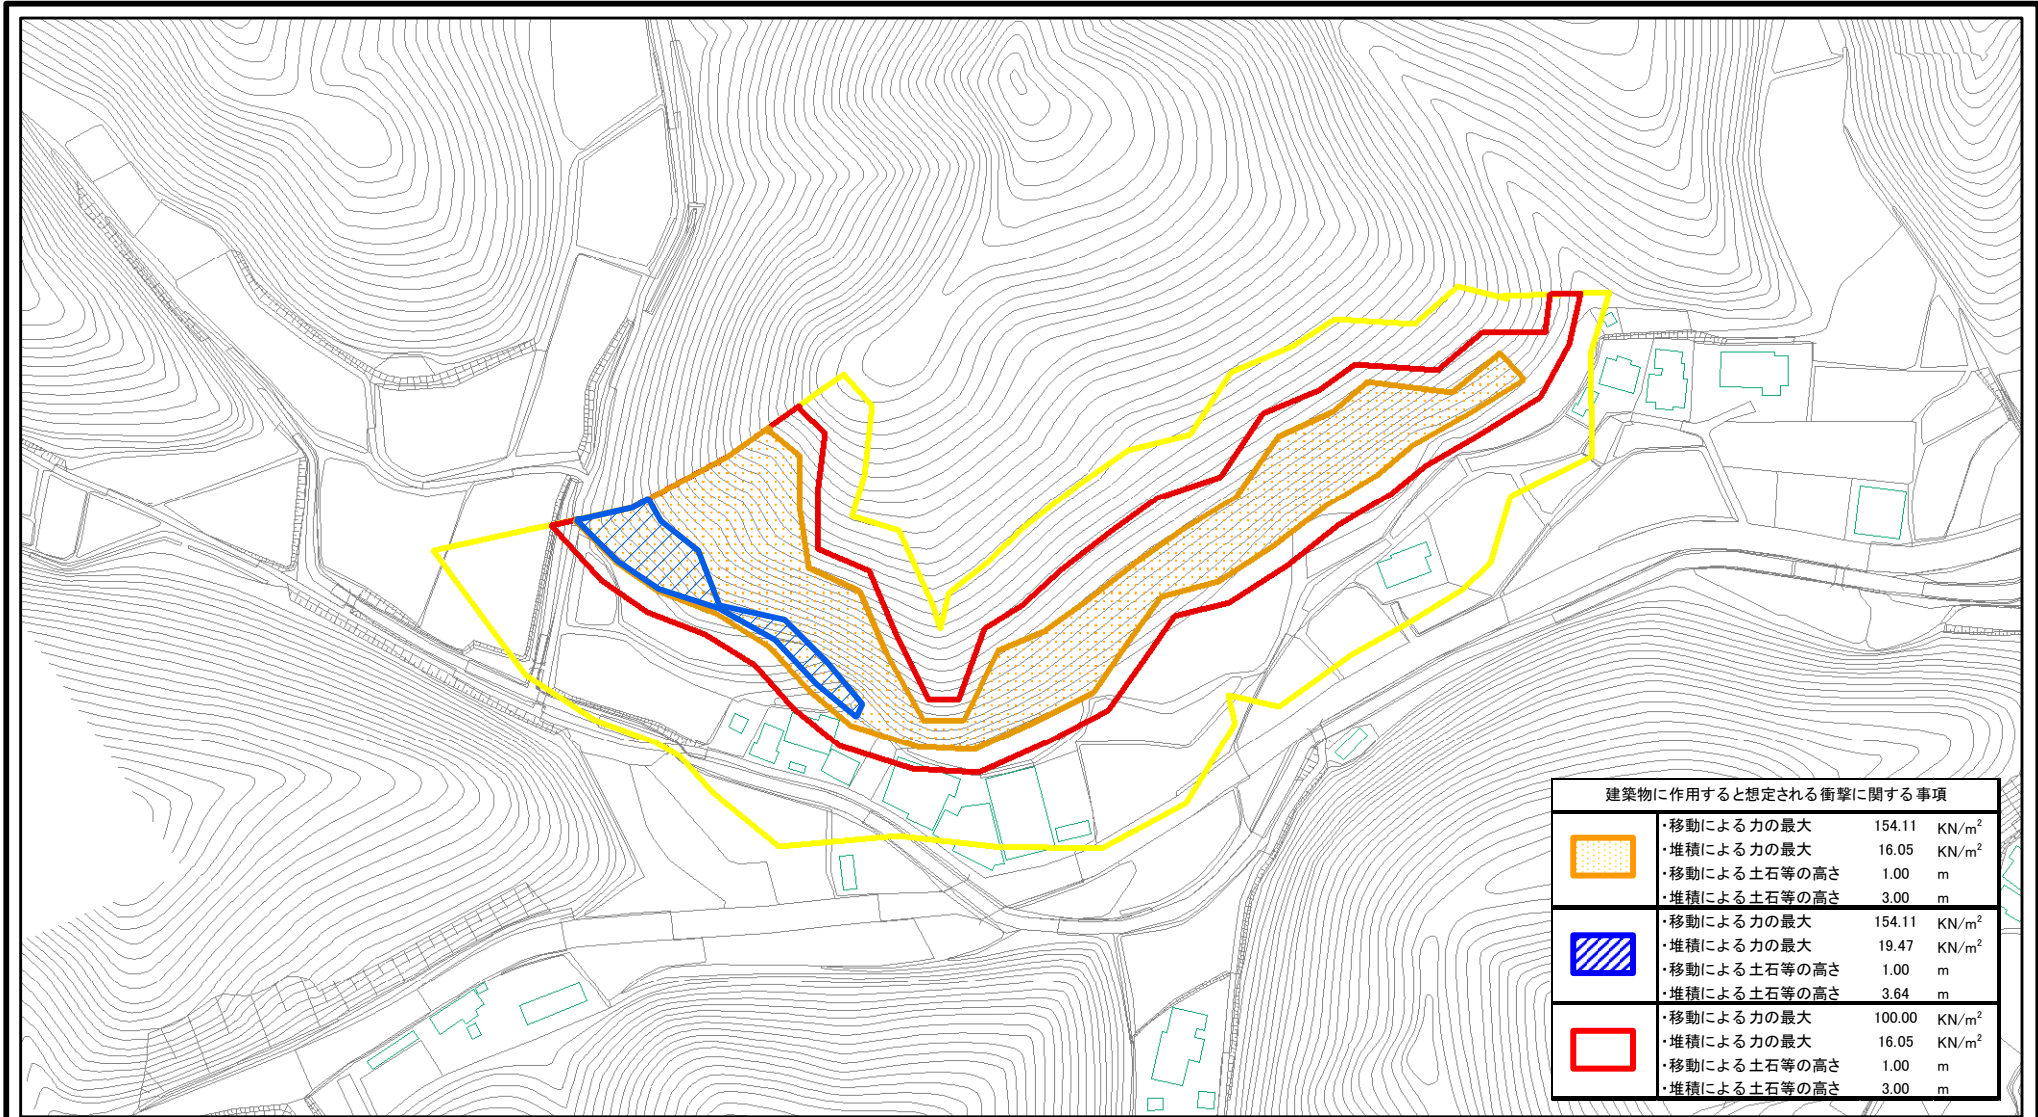 建築物に作用すると想定される衝撃に関する事項
・移動による力の最大 154.11 KN/m²
・堆積による力の最大 16.05 KN/m²
・移動による土石等の高さ 1.00 m
・堆積による土石等の高さ 3.00 m
・移動による力の最大 154.11 KN/m²
・堆積による力の最大 19.47 KN/m²
・移動による土石等の高さ 1.00 m
・堆積による土石等の高さ 3.64 m
・移動による力の最大 100.00 KN/m²
・堆積による力の最大 16.05 KN/m²
・移動による土石等の高さ 1.00 m
・堆積による土石等の高さ 3.00 m